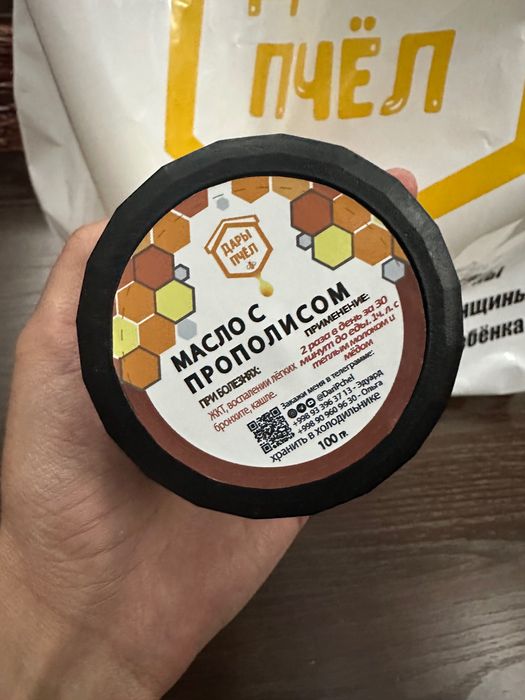 ПЧЁЛ
ДАРЫ
ПЧЁЛ
МАСЛО С
ПРОПОЛИСОМ
ПРИ БОЛЕЗНЯХ:
ЖКТ, воспалении лёгких
бронхите, кашле.
ПРИМЕНЕНИЕ:
2 раза в день за 30
минут до еды. 1ч. л. с
теплым молоком и
мёдом
Закажи меня в телеграмме:
@DariPchel
+998 93 396 37 13 - Эдуард
+998 90 960 96 30 - Ольга
хранить в холодильнике
100 гр.